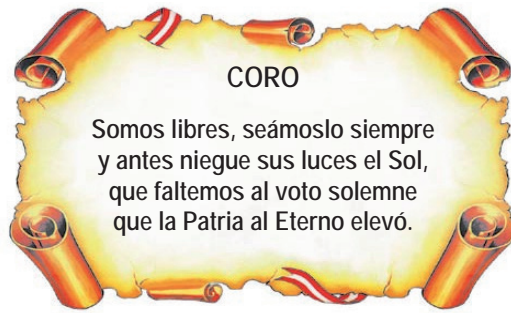 CORO
Somos libres, seámoslo siempre
y antes niegue sus luces el Sol,
que faltemos al voto solemne
que la Patria al Eterno elevó.